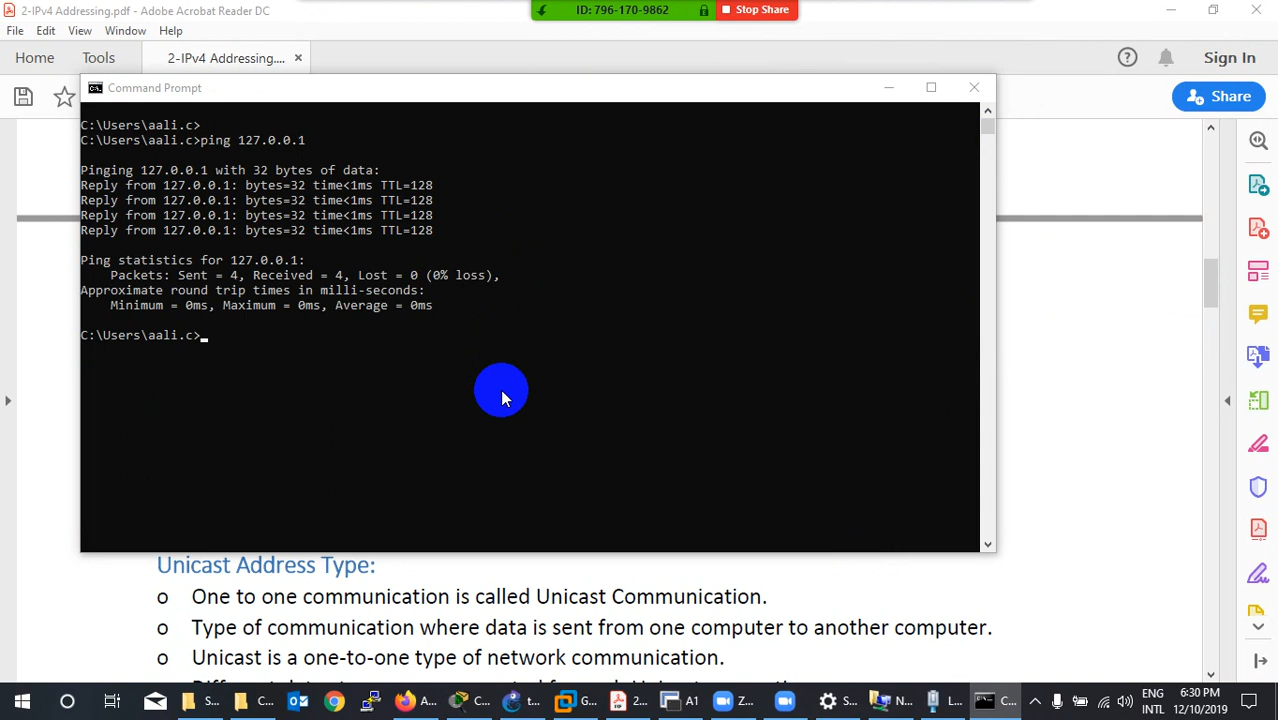 2-IPv4 Addressing.pdf - Adobe Acrobat Reader DC
ID: 796-170-9862
Stop Share
File Edit View Window Help
Home Tools 2-IPv4 Addressing.... Sign In
Share
Command Prompt
C:\Users\aali.c>
C:\Users\aali.c>ping 127.0.0.1
Pinging 127.0.0.1 with 32 bytes of data:
Reply from 127.0.0.1: bytes=32 time<1ms TTL=128
Reply from 127.0.0.1: bytes=32 time<1ms TTL=128
Reply from 127.0.0.1: bytes=32 time<1ms TTL=128
Reply from 127.0.0.1: bytes=32 time<1ms TTL=128
Ping statistics for 127.0.0.1:
Packets: Sent = 4, Received = 4, Lost = 0 (0% loss),
Approximate round trip times in milli-seconds:
Minimum = 0ms, Maximum = 0ms, Average = 0ms
C:\Users\aali.c>
Unicast Address Type:
o One to one communication is called Unicast Communication.
o Type of communication where data is sent from one computer to another computer.
o Unicast is a one-to-one type of network communication.
S... C... A... C... t... G... 2... A1 Z... S... N... L... C... ENG 6:30 PM
INTL 12/10/2019